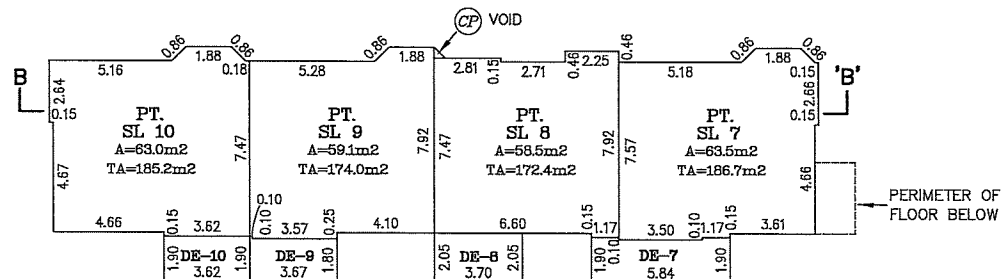 CP VOID
0.86 1.88 0.86 0.86 1.88 0.46 0.86 1.88 0.86
5.16 0.18 5.28 2.81 0.15 2.71 0.46 2.25 5.18 0.15
B 'B'
2.64 0.15 2.66 0.15
PT. PT. PT. PT.
SL 10 SL 9 SL 8 SL 7
A=63.0m2 A=59.1m2 A=58.5m2 A=63.5m2
TA=185.2m2 TA=174.0m2 TA=172.4m2 TA=186.7m2
4.67 7.47 7.92 7.47 7.92 7.57 4.66
PERIMETER OF
FLOOR BELOW
0.10
4.66 0.15 3.62 0.10 3.57 0.25 4.10 6.60 0.15 1.17 3.50 0.10 1.17 0.15 3.61
0.10
DE-10 DE-9 DE-8 DE-7
1.90 1.90 1.80 2.05 2.05 1.90 1.90
3.62 3.67 3.70 5.84